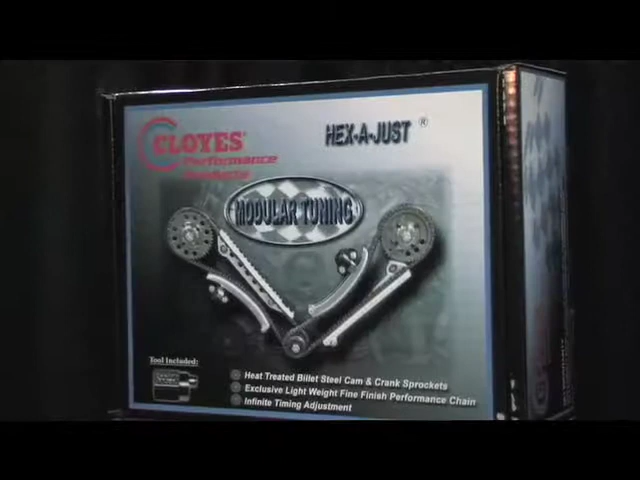 CLOYES®
Performance
Products
HEX-A-JUST®
MODULAR TUNING
Tool Included:
Heat Treated Billet Steel Cam & Crank Sprockets
Exclusive Light Weight Fine Finish Performance Chain
Infinite Timing Adjustment